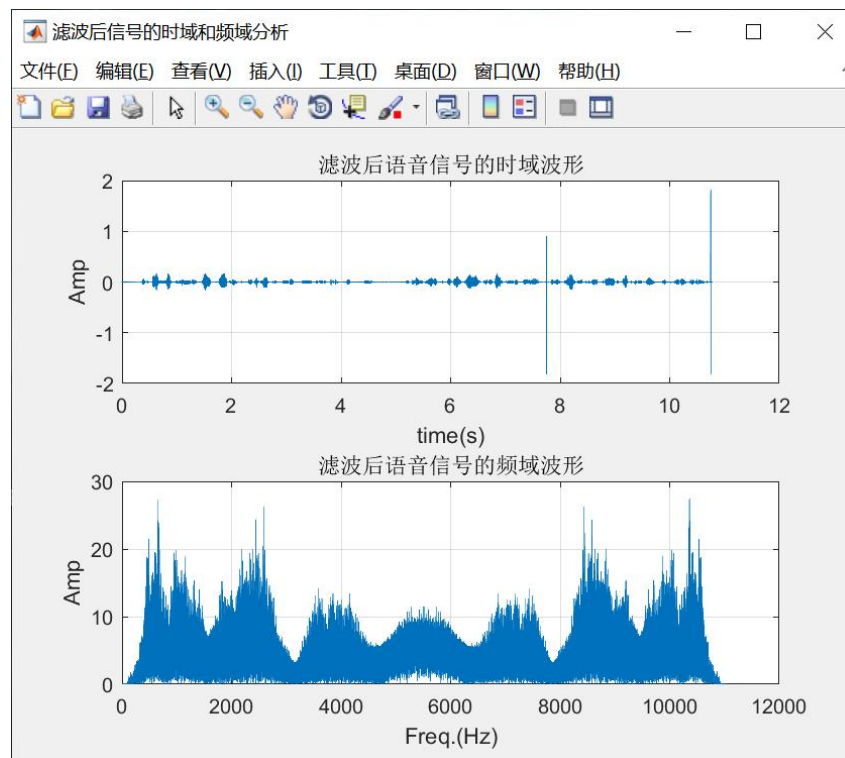 滤波后信号的时域和频域分析
文件(F) 编辑(E) 查看(V) 插入(I) 工具(T) 桌面(D) 窗口(W) 帮助(H)
滤波后语音信号的时域波形
2
1
0
-1
-2
Amp
0 2 4 6 8 10 12
time(s)
滤波后语音信号的频域波形
30
20
10
0
Amp
0 2000 4000 6000 8000 10000 12000
Freq.(Hz)